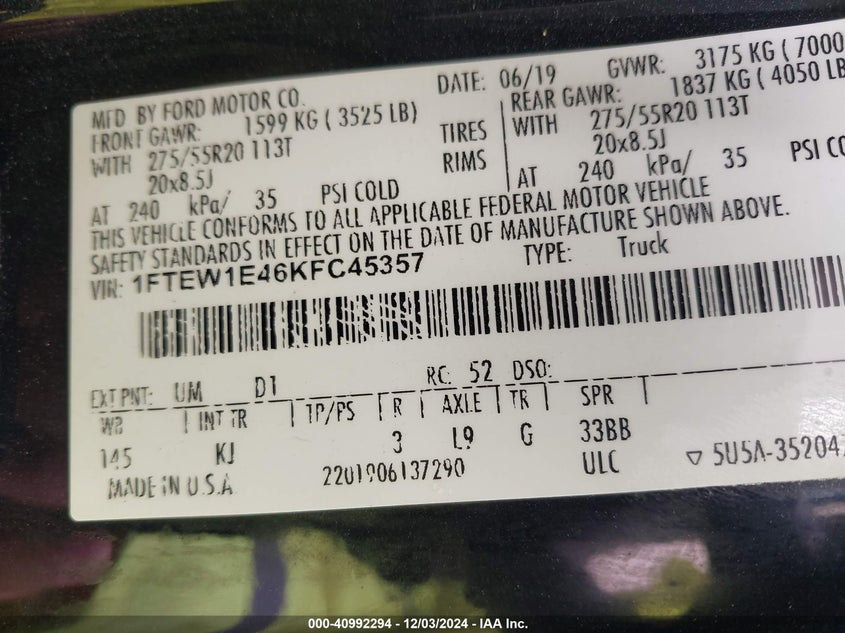 MFD BY FORD MOTOR CO.
DATE: 06/19 GVWR: 3175 KG ( 7000
FRONT GAWR: 1599 KG ( 3525 LB)
REAR GAWR: 1837 KG ( 4050 LB
WITH 275/55R20 113T TIRES
WITH 275/55R20 113T
20x8.5J RIMS
20x8.5J
AT 240 kPa/ 35 PSI COLD
AT 240 kPa/ 35 PSI CO
THIS VEHICLE CONFORMS TO ALL APPLICABLE FEDERAL MOTOR VEHICLE
SAFETY STANDARDS IN EFFECT ON THE DATE OF MANUFACTURE SHOWN ABOVE.
VIN: 1FTEW1E46KFC45357 TYPE: Truck
EXT PNT: UM D1 RC: 52 DSO:
WB INT TR TP/PS R AXLE TR SPR
145 KJ 3 L9 G 33BB
MADE IN U.S.A 2201906137290 ULC ▽ 5U5A-35204
000-40992294 - 12/03/2024 - IAA Inc.